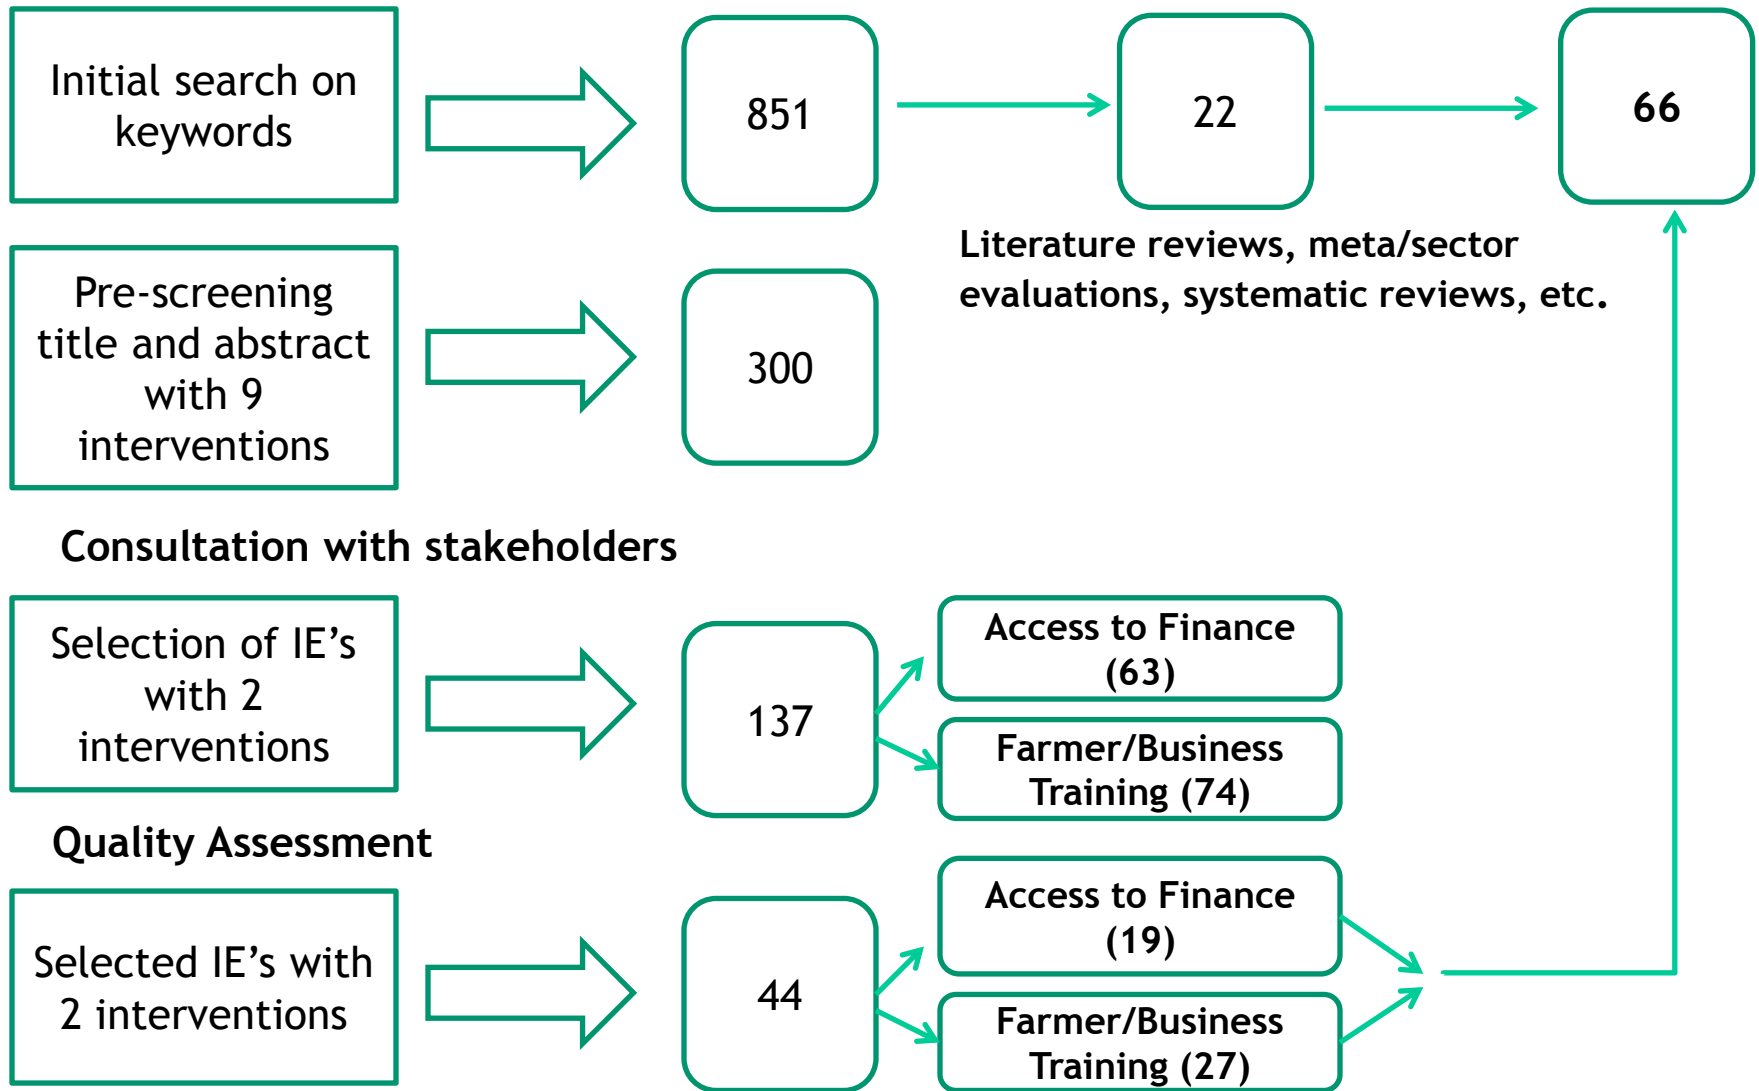 Initial search on
keywords
851
22
66
Literature reviews, meta/sector
evaluations, systematic reviews, etc.
Pre-screening
title and abstract
with 9
interventions
300
Consultation with stakeholders
Selection of IE’s
with 2
interventions
137
Access to Finance
(63)
Farmer/Business
Training (74)
Quality Assessment
Selected IE’s with
2 interventions
44
Access to Finance
(19)
Farmer/Business
Training (27)